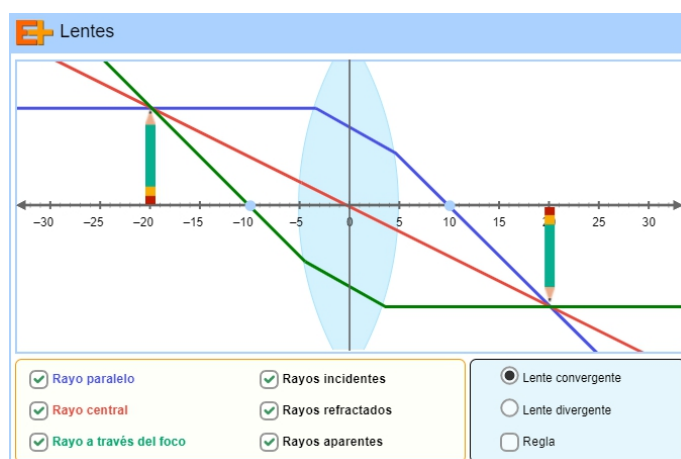 E+ Lentes
−30 −25 −20 −15 −10 −5 0 5 10 15 20 25 30
Rayo paralelo
Rayos incidentes
Lente convergente
Rayo central
Rayos refractados
Lente divergente
Rayo a través del foco
Rayos aparentes
Regla